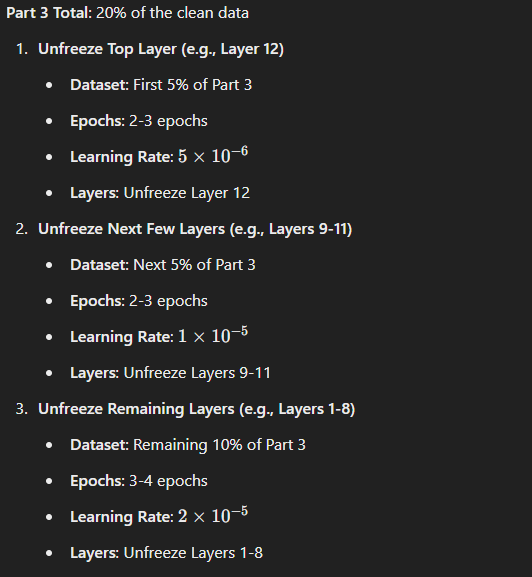 Part 3 Total: 20% of the clean data
1. Unfreeze Top Layer (e.g., Layer 12)
• Dataset: First 5% of Part 3
• Epochs: 2-3 epochs
• Learning Rate: 5 × 10⁻⁶
• Layers: Unfreeze Layer 12
2. Unfreeze Next Few Layers (e.g., Layers 9-11)
• Dataset: Next 5% of Part 3
• Epochs: 2-3 epochs
• Learning Rate: 1 × 10⁻⁵
• Layers: Unfreeze Layers 9-11
3. Unfreeze Remaining Layers (e.g., Layers 1-8)
• Dataset: Remaining 10% of Part 3
• Epochs: 3-4 epochs
• Learning Rate: 2 × 10⁻⁵
• Layers: Unfreeze Layers 1-8